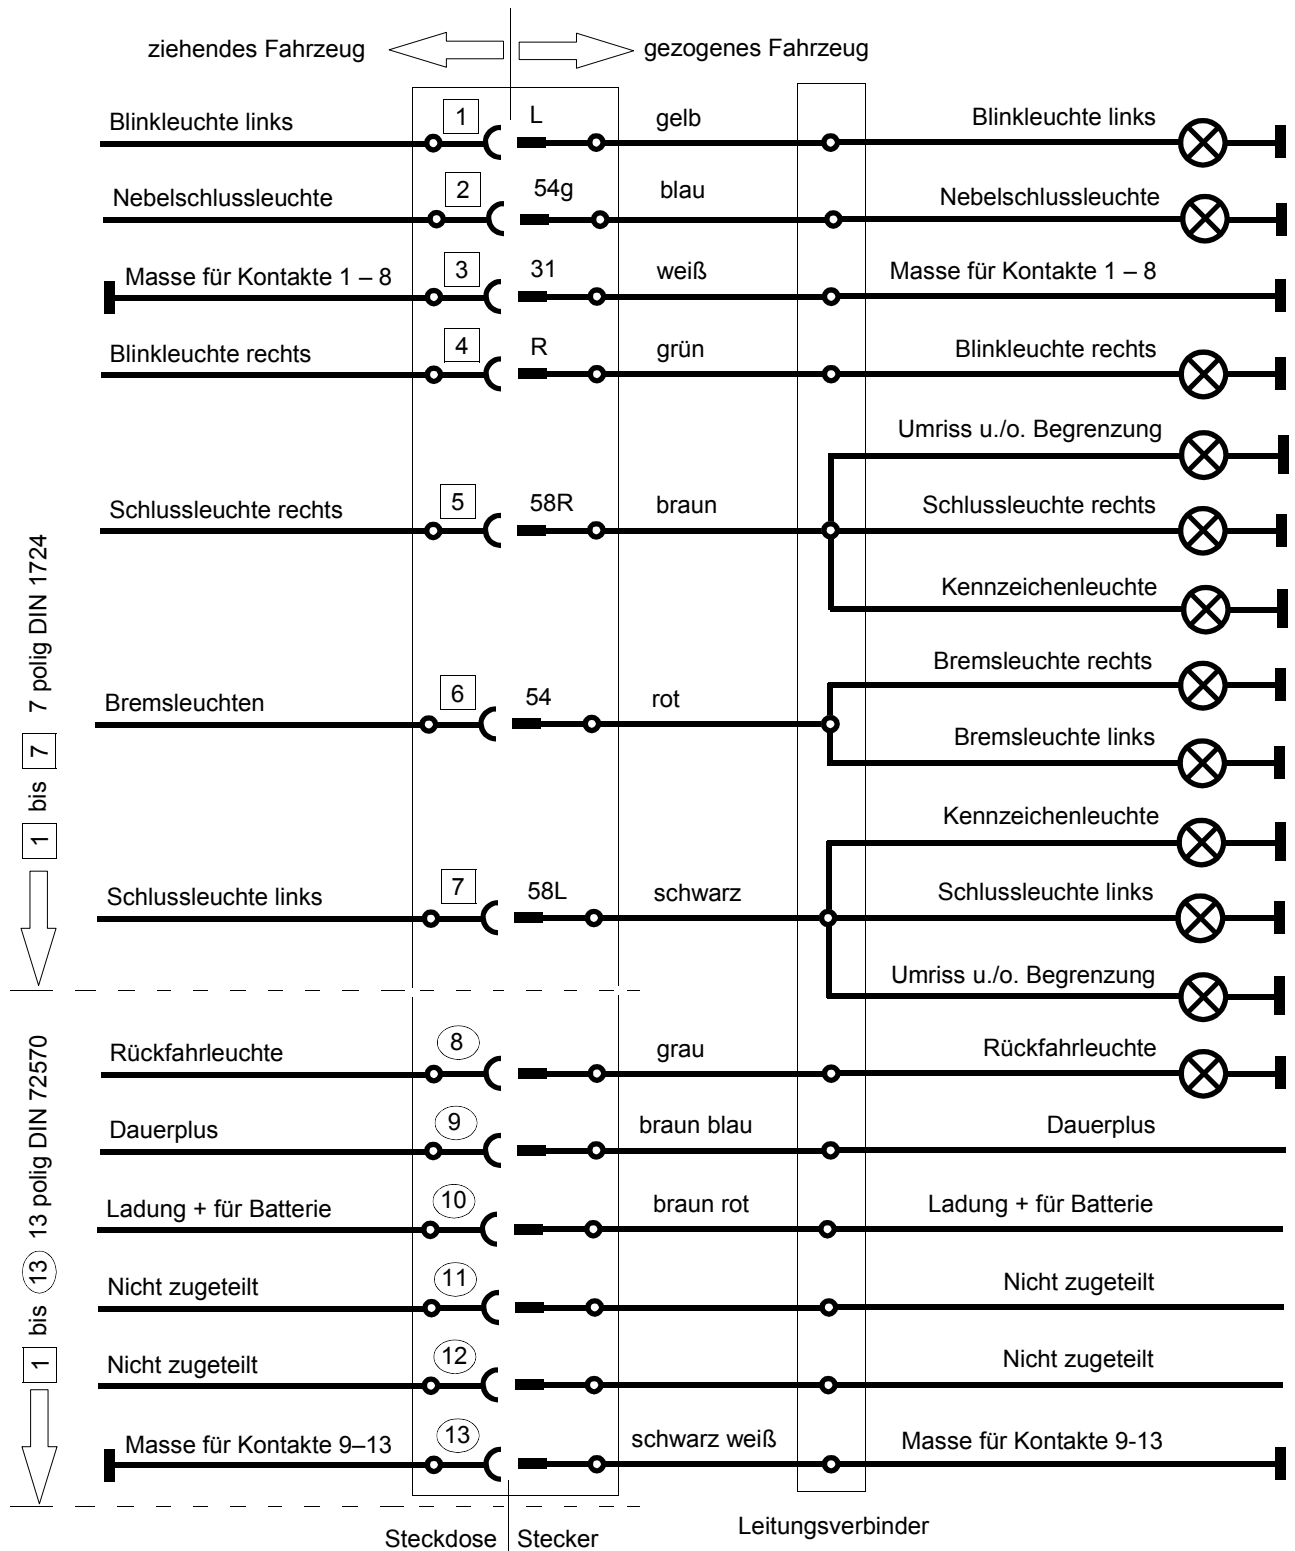 ziehendes Fahrzeug
gezogenes Fahrzeug
Blinkleuchte links 1 L gelb Blinkleuchte links
Nebelschlussleuchte 2 54g blau Nebelschlussleuchte
Masse für Kontakte 1 – 8 3 31 weiß Masse für Kontakte 1 – 8
Blinkleuchte rechts 4 R grün Blinkleuchte rechts
Umriss u./o. Begrenzung
Schlussleuchte rechts 5 58R braun Schlussleuchte rechts
Kennzeichenleuchte
Bremsleuchte rechts
Bremsleuchten 6 54 rot
Bremsleuchte links
Kennzeichenleuchte
Schlussleuchte links 7 58L schwarz Schlussleuchte links
Umriss u./o. Begrenzung
1 bis 7 7 polig DIN 1724
Rückfahrleuchte 8 grau Rückfahrleuchte
Dauerplus 9 braun blau Dauerplus
Ladung + für Batterie 10 braun rot Ladung + für Batterie
Nicht zugeteilt 11 Nicht zugeteilt
Nicht zugeteilt 12 Nicht zugeteilt
Masse für Kontakte 9–13 13 schwarz weiß Masse für Kontakte 9-13
1 bis 13 13 polig DIN 72570
Steckdose Stecker
Leitungsverbinder